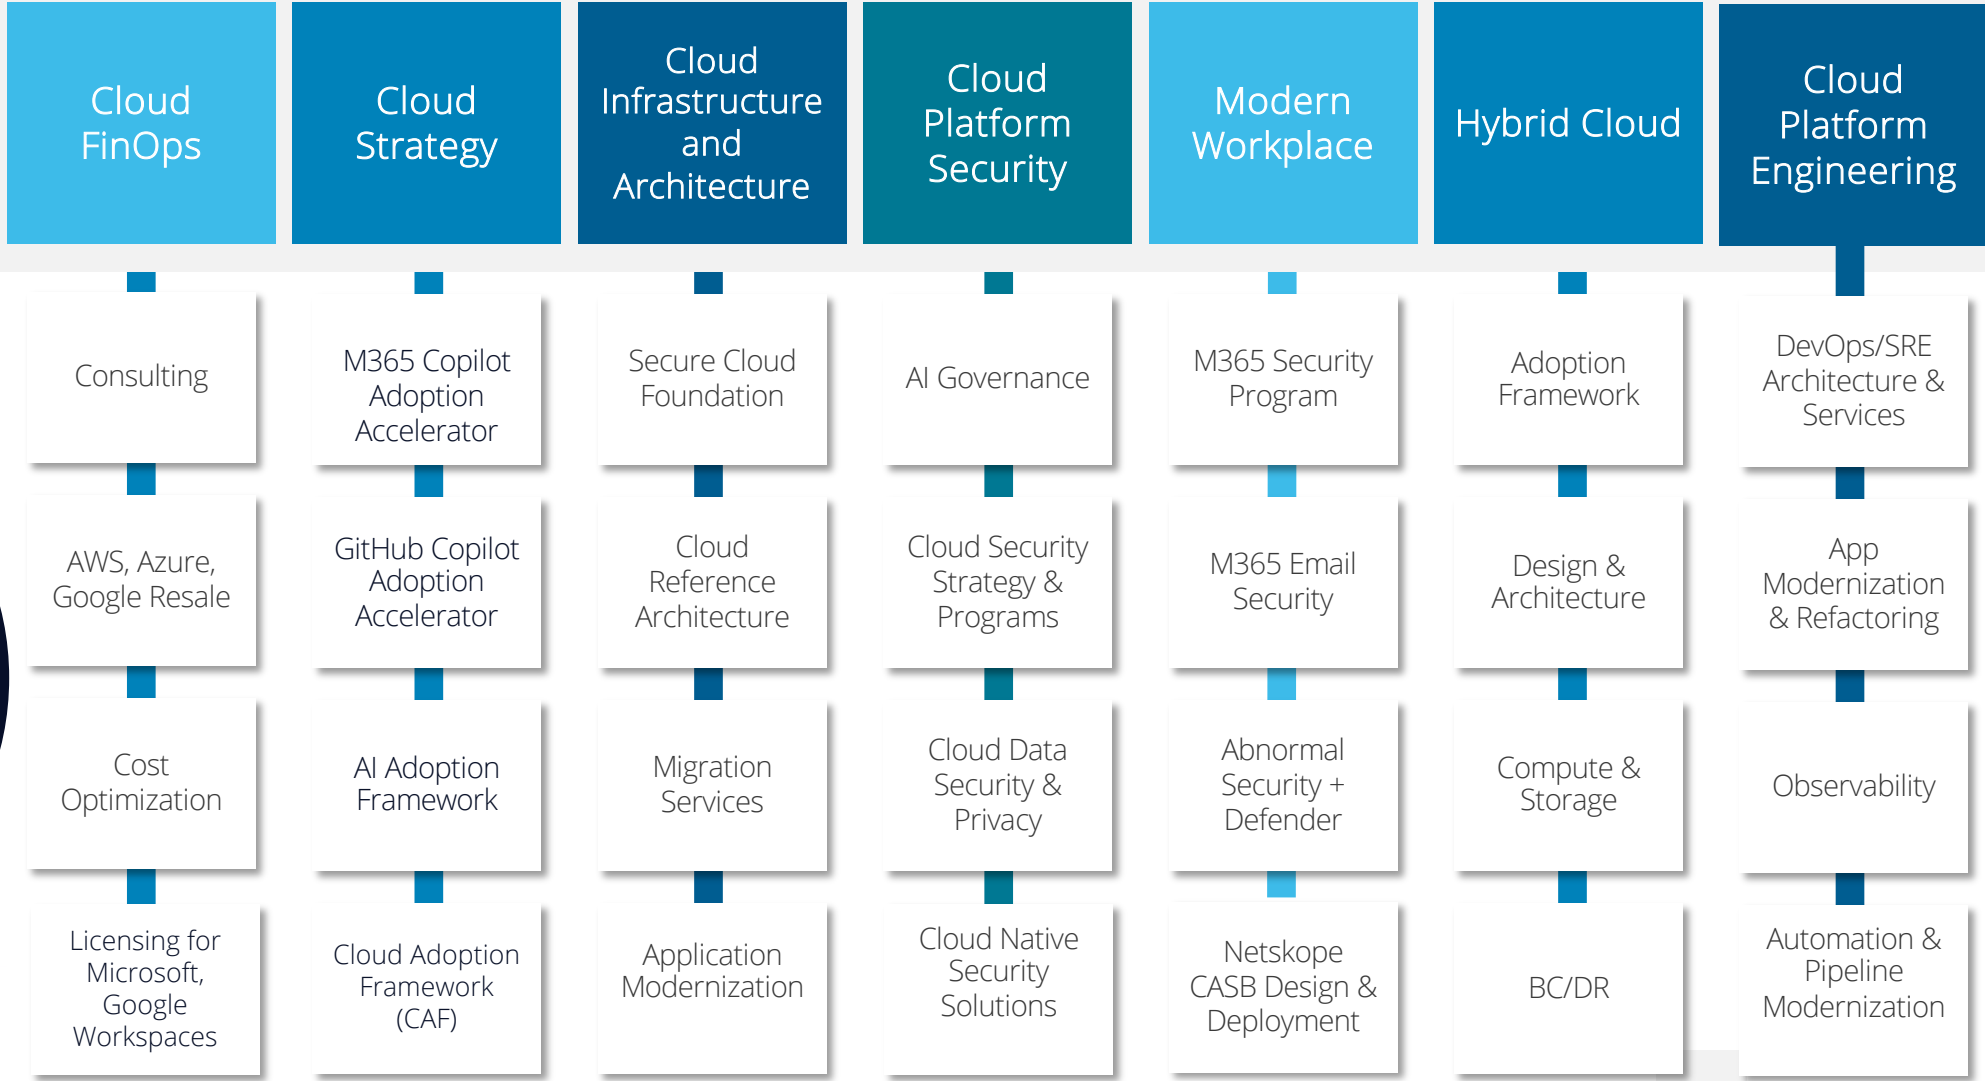 Cloud
FinOps
Cloud
Strategy
Cloud
Infrastructure
and
Architecture
Cloud
Platform
Security
Modern
Workplace
Hybrid Cloud
Cloud
Platform
Engineering
Consulting
M365 Copilot
Adoption
Accelerator
Secure Cloud
Foundation
AI Governance
M365 Security
Program
Adoption
Framework
DevOps/SRE
Architecture &
Services
AWS, Azure,
Google Resale
GitHub Copilot
Adoption
Accelerator
Cloud
Reference
Architecture
Cloud Security
Strategy &
Programs
M365 Email
Security
Design &
Architecture
App
Modernization
& Refactoring
Cost
Optimization
AI Adoption
Framework
Migration
Services
Cloud Data
Security &
Privacy
Abnormal
Security +
Defender
Compute &
Storage
Observability
Licensing for
Microsoft,
Google
Workspaces
Cloud Adoption
Framework
(CAF)
Application
Modernization
Cloud Native
Security
Solutions
Netskope
CASB Design &
Deployment
BC/DR
Automation &
Pipeline
Modernization